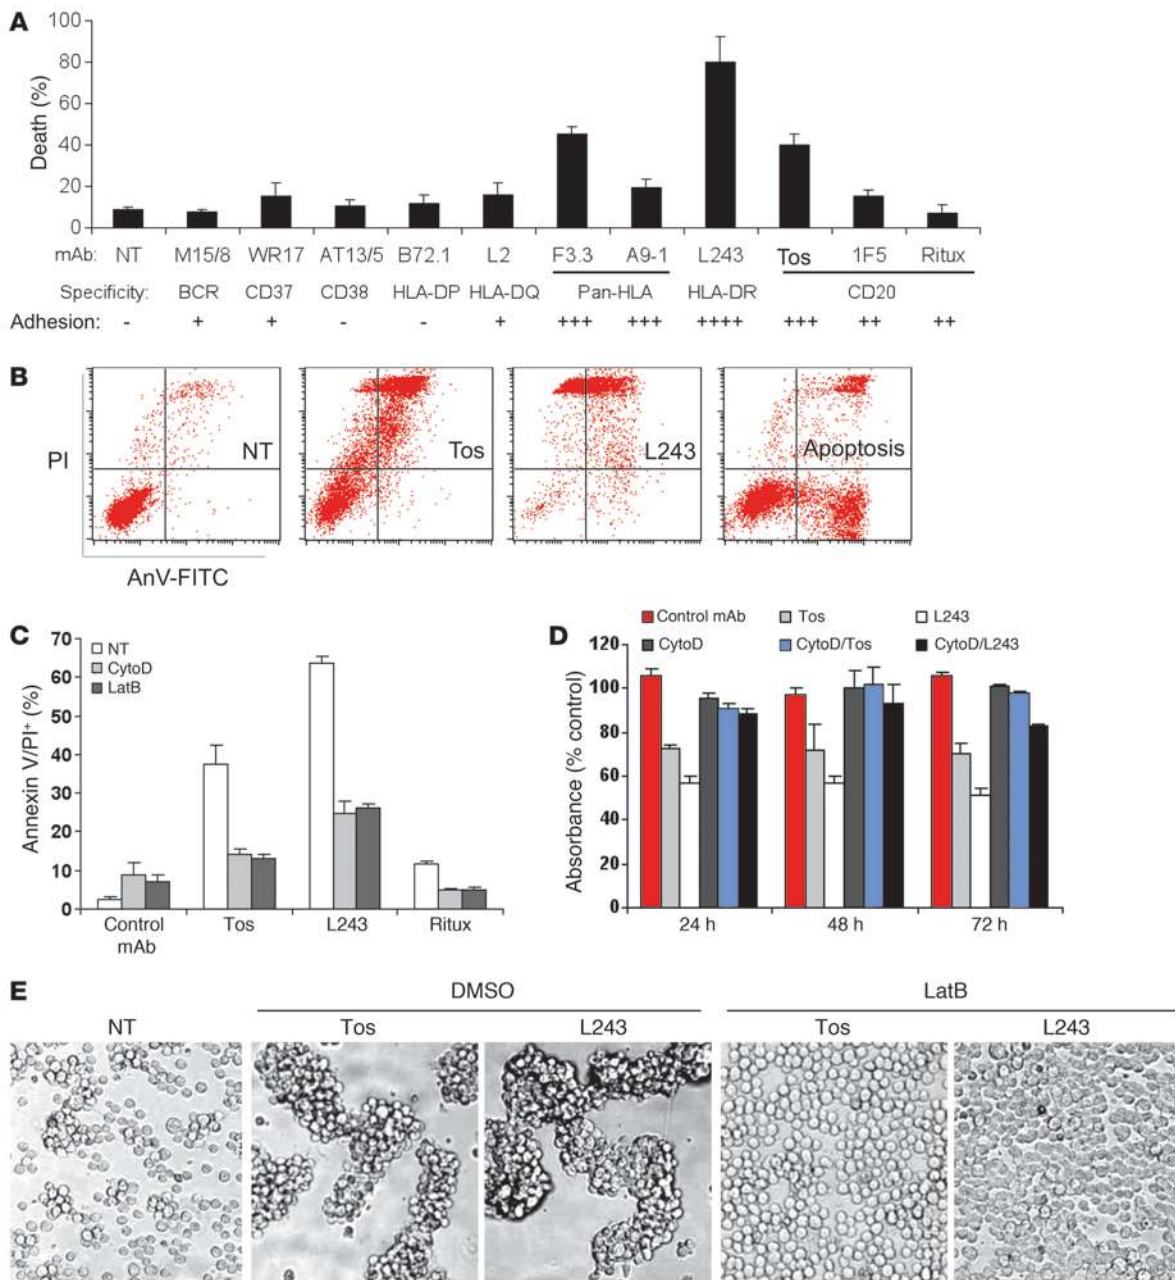 A
100
80
60
40
20
0
Death (%)
mAb: NT M15/8 WR17 AT13/5 B72.1 L2 F3.3 A9-1 L243 Tos 1F5 Ritux
Specificity: BCR CD37 CD38 HLA-DP HLA-DQ Pan-HLA HLA-DR CD20
Adhesion: - + + - - + +++ +++ ++++ +++ ++ ++
B
PI
NT
Tos
L243
Apoptosis
AnV-FITC
C
70
60
50
40
30
20
10
0
Annexin V/PI+ (%)
NT
CytoD
LatB
Control mAb
Tos
L243
Ritux
D
Control mAb
Tos
L243
CytoD
CytoD/Tos
CytoD/L243
120
100
80
60
40
20
0
Absorbance (% control)
24 h 48 h 72 h
E
DMSO LatB
NT Tos L243 Tos L243